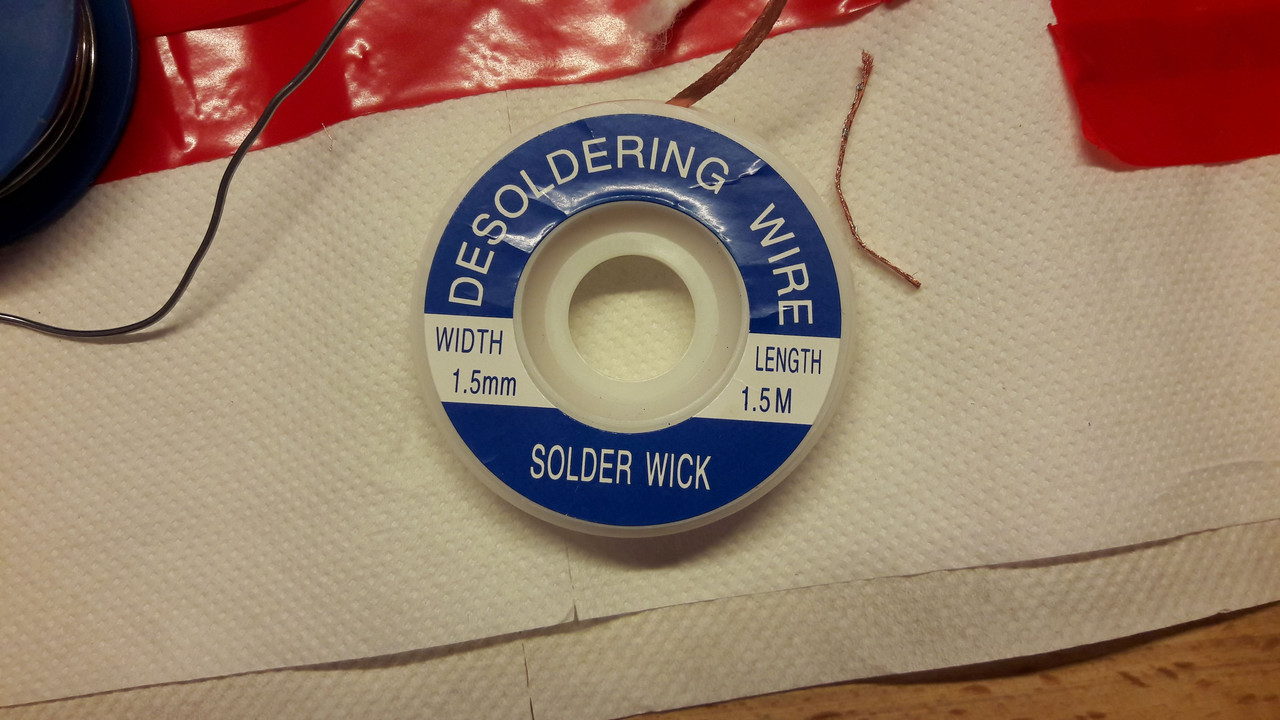 DESOLDERING WIRE
WIDTH
1.5mm
LENGTH
1.5M
SOLDER WICK